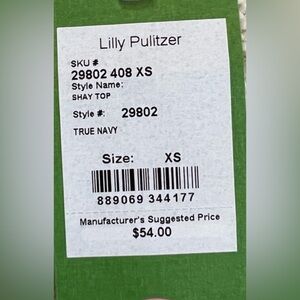 Lilly Pulitzer
SKU #
29802 408 XS
Style Name:
SHAY TOP
Style #: 29802
TRUE NAVY
Size: XS
889069 344177
Manufacturer's Suggested Price
$54.00